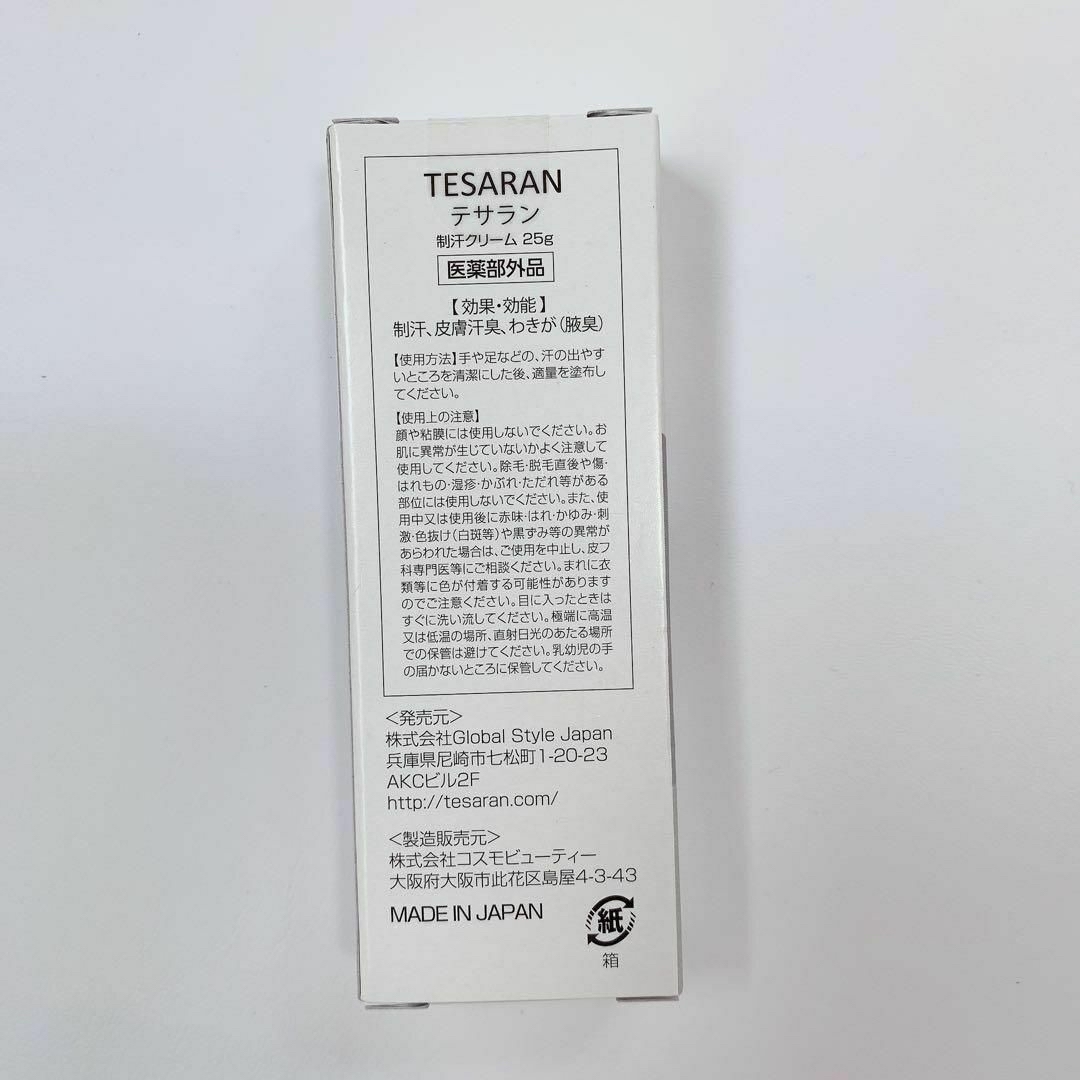 TESARAN
テサラン
制汗クリーム 25g
医薬部外品
【効果・効能】
制汗、皮膚汗臭、わきが(腋臭)
【使用方法】手や足などの、汗の出やす
いところを清潔にした後、適量を塗布し
てください。
【使用上の注意】
顔や粘膜には使用しないでください。お
肌に異常が生じていないかよく注意して
使用してください。除毛・脱毛直後や傷・
はれもの・湿疹・かぶれ・ただれ等がある
部位には使用しないでください。また、使
用中又は使用後に赤味・はれ・かゆみ・刺
激・色抜け(白斑等)や黒ずみ等の異常が
あらわれた場合は、ご使用を中止し、皮フ
科専門医等にご相談ください。まれに衣
類等に色が付着する可能性があります
のでご注意ください。目に入ったときは
すぐに洗い流してください。極端に高温
又は低温の場所、直射日光のあたる場所
での保管は避けてください。乳幼児の手
の届かないところに保管してください。
<発売元>
株式会社Global Style Japan
兵庫県尼崎市七松町1-20-23
AKCビル2F
http://tesaran.com/
<製造販売元>
株式会社コスモビューティー
大阪府大阪市此花区島屋4-3-43
MADE IN JAPAN
紙
箱